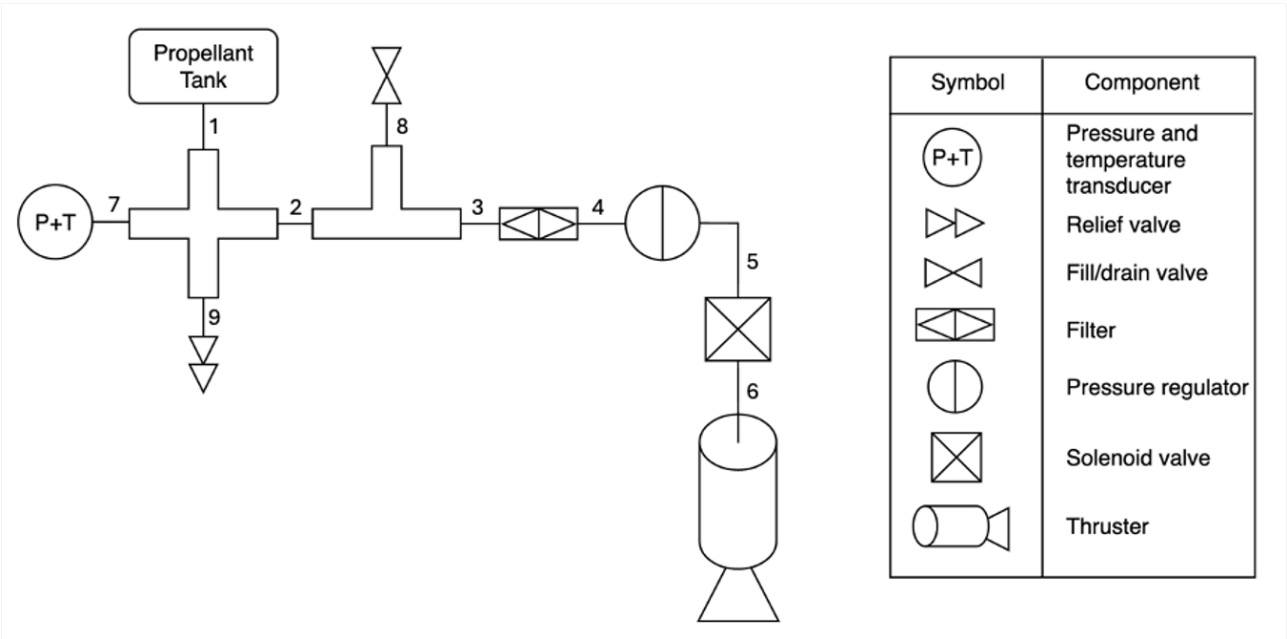 Propellant
Tank
1
8
P+T
7
2
3
4
5
9
6
Symbol
Component
P+T
Pressure and
temperature
transducer
Relief valve
Fill/drain valve
Filter
Pressure regulator
Solenoid valve
Thruster